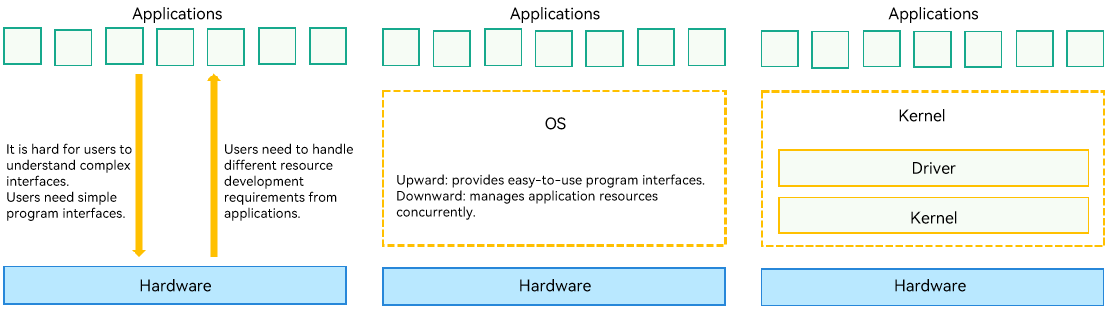 Applications
It is hard for users to
understand complex
interfaces.
Users need simple
program interfaces.
Users need to handle
different resource
development
requirements from
applications.
Hardware
Applications
OS
Upward: provides easy-to-use program interfaces.
Downward: manages application resources
concurrently.
Hardware
Applications
Kernel
Driver
Kernel
Hardware